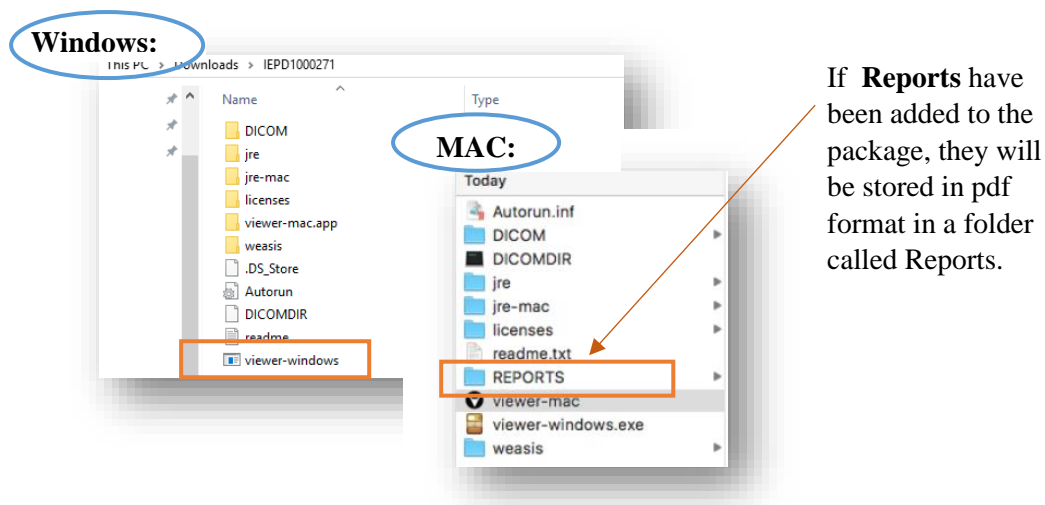 Windows:
This PC > Downloads > IEPD1000271
Name
Type
DICOM
jre
jre-mac
licenses
viewer-mac.app
weasis
.DS_Store
Autorun
DICOMDIR
readme
viewer-windows
MAC:
Today
Autorun.inf
DICOM
DICOMDIR
jre
jre-mac
licenses
readme.txt
REPORTS
viewer-mac
viewer-windows.exe
weasis
If Reports have
been added to the
package, they will
be stored in pdf
format in a folder
called Reports.